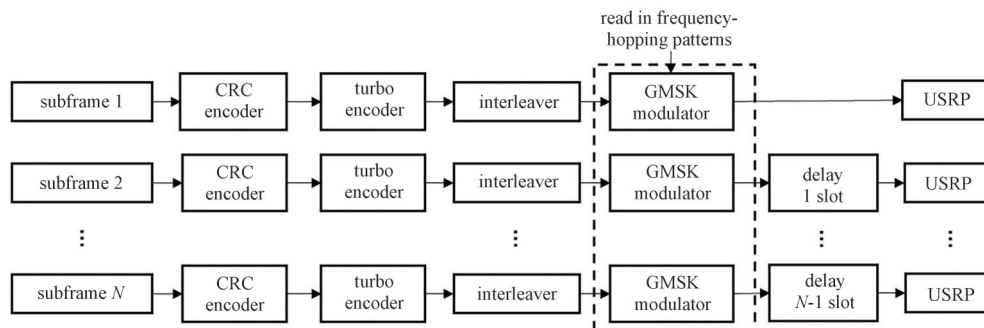 read in frequency-
hopping patterns
subframe 1
CRC
encoder
turbo
encoder
interleaver
GMSK
modulator
USRP
subframe 2
CRC
encoder
turbo
encoder
interleaver
GMSK
modulator
delay
1 slot
USRP
subframe N
CRC
encoder
turbo
encoder
interleaver
GMSK
modulator
delay
N-1 slot
USRP